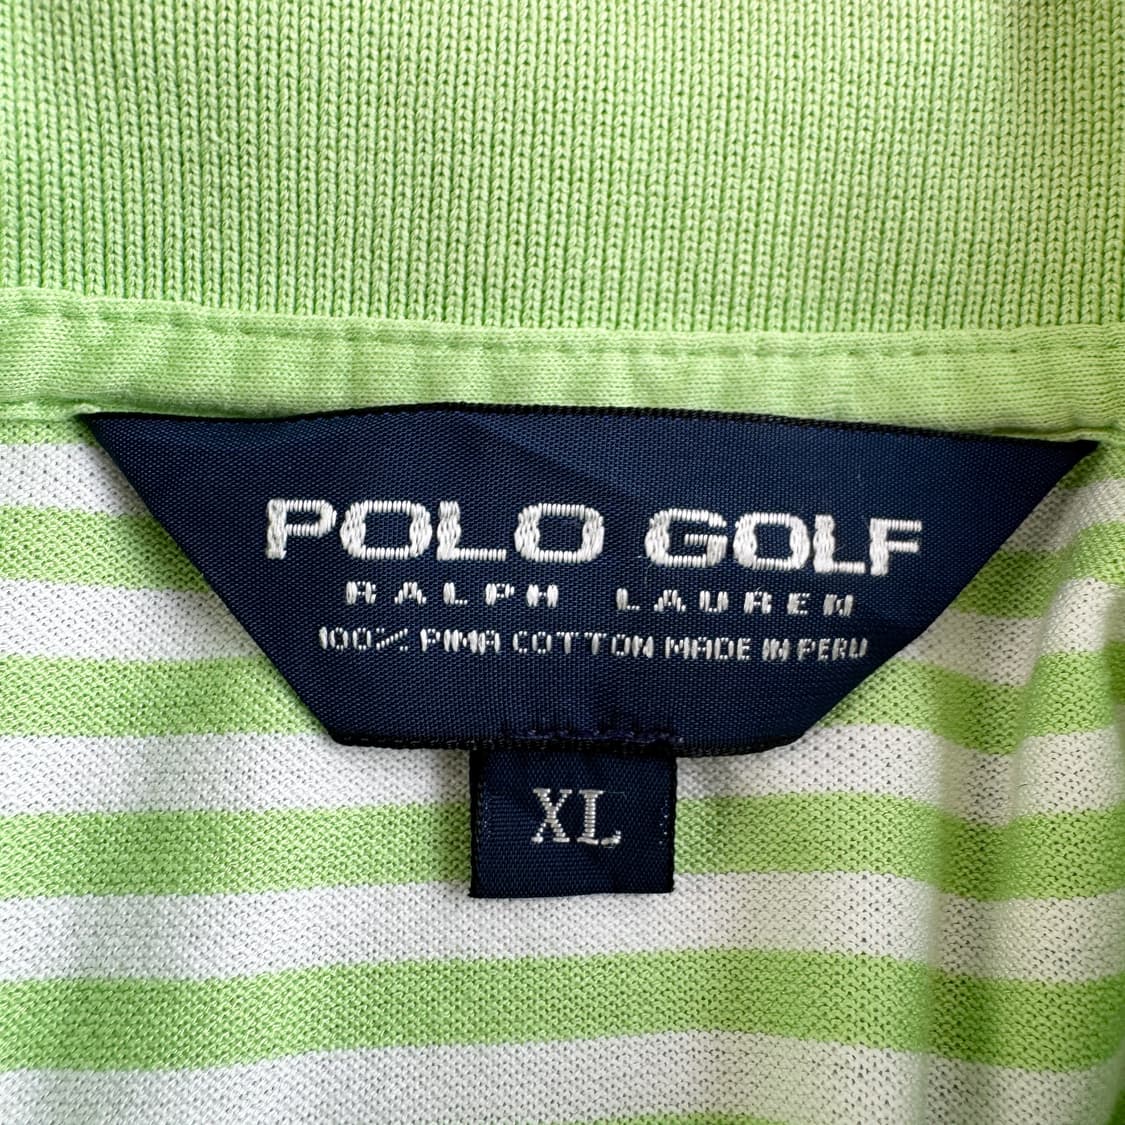 POLO GOLF
RALPH LAUREN
100% PIMA COTTON MADE IN PERU
XL